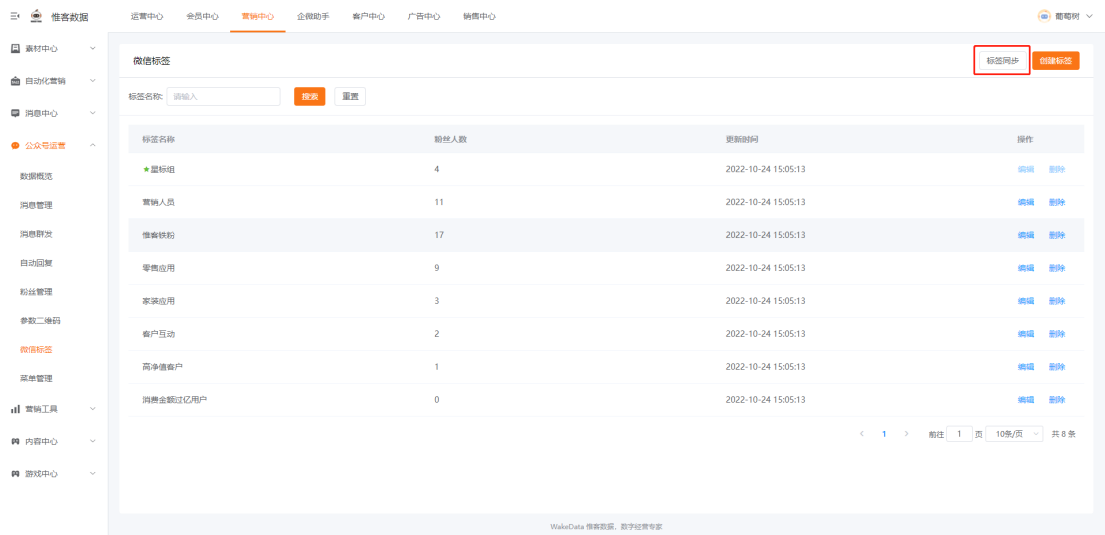 惟客数据 运营中心 会员中心 营销中心 企微助手 客户中心 广告中心 销售中心 葡萄树
素材中心
自动化营销
消息中心
公众号运营
数据概览
消息管理
消息群发
自动回复
粉丝管理
参数二维码
微信标签
菜单管理
营销工具
内容中心
游戏中心
微信标签 标签同步 创建标签
标签名称: 请输入 搜索 重置
标签名称 粉丝人数 更新时间 操作
★星标组 4 2022-10-24 15:05:13 编辑 删除
营销人员 11 2022-10-24 15:05:13 编辑 删除
惟客铁粉 17 2022-10-24 15:05:13 编辑 删除
零售应用 9 2022-10-24 15:05:13 编辑 删除
家装应用 3 2022-10-24 15:05:13 编辑 删除
客户互动 2 2022-10-24 15:05:13 编辑 删除
高净值客户 1 2022-10-24 15:05:13 编辑 删除
消费金额过亿用户 0 2022-10-24 15:05:13 编辑 删除
< 1 > 前往 1 页 10条/页 共 8 条
WakeData 惟客数据，数字经营专家